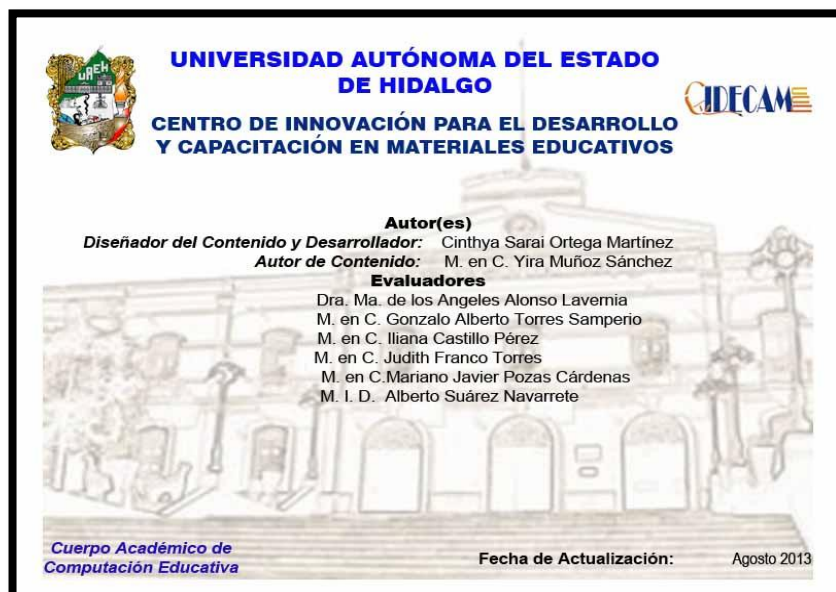 UAEH
UNIVERSIDAD AUTÓNOMA DEL ESTADO
DE HIDALGO
CIDECAME
CENTRO DE INNOVACIÓN PARA EL DESARROLLO
Y CAPACITACIÓN EN MATERIALES EDUCATIVOS
Autor(es)
Diseñador del Contenido y Desarrollador: Cinthya Sarai Ortega Martínez
Autor de Contenido: M. en C. Yira Muñoz Sánchez
Evaluadores
Dra. Ma. de los Angeles Alonso Lavernia
M. en C. Gonzalo Alberto Torres Samperio
M. en C. Iliana Castillo Pérez
M. en C. Judith Franco Torres
M. en C.Mariano Javier Pozas Cárdenas
M. I. D. Alberto Suárez Navarrete
Cuerpo Académico de
Computación Educativa
Fecha de Actualización: Agosto 2013